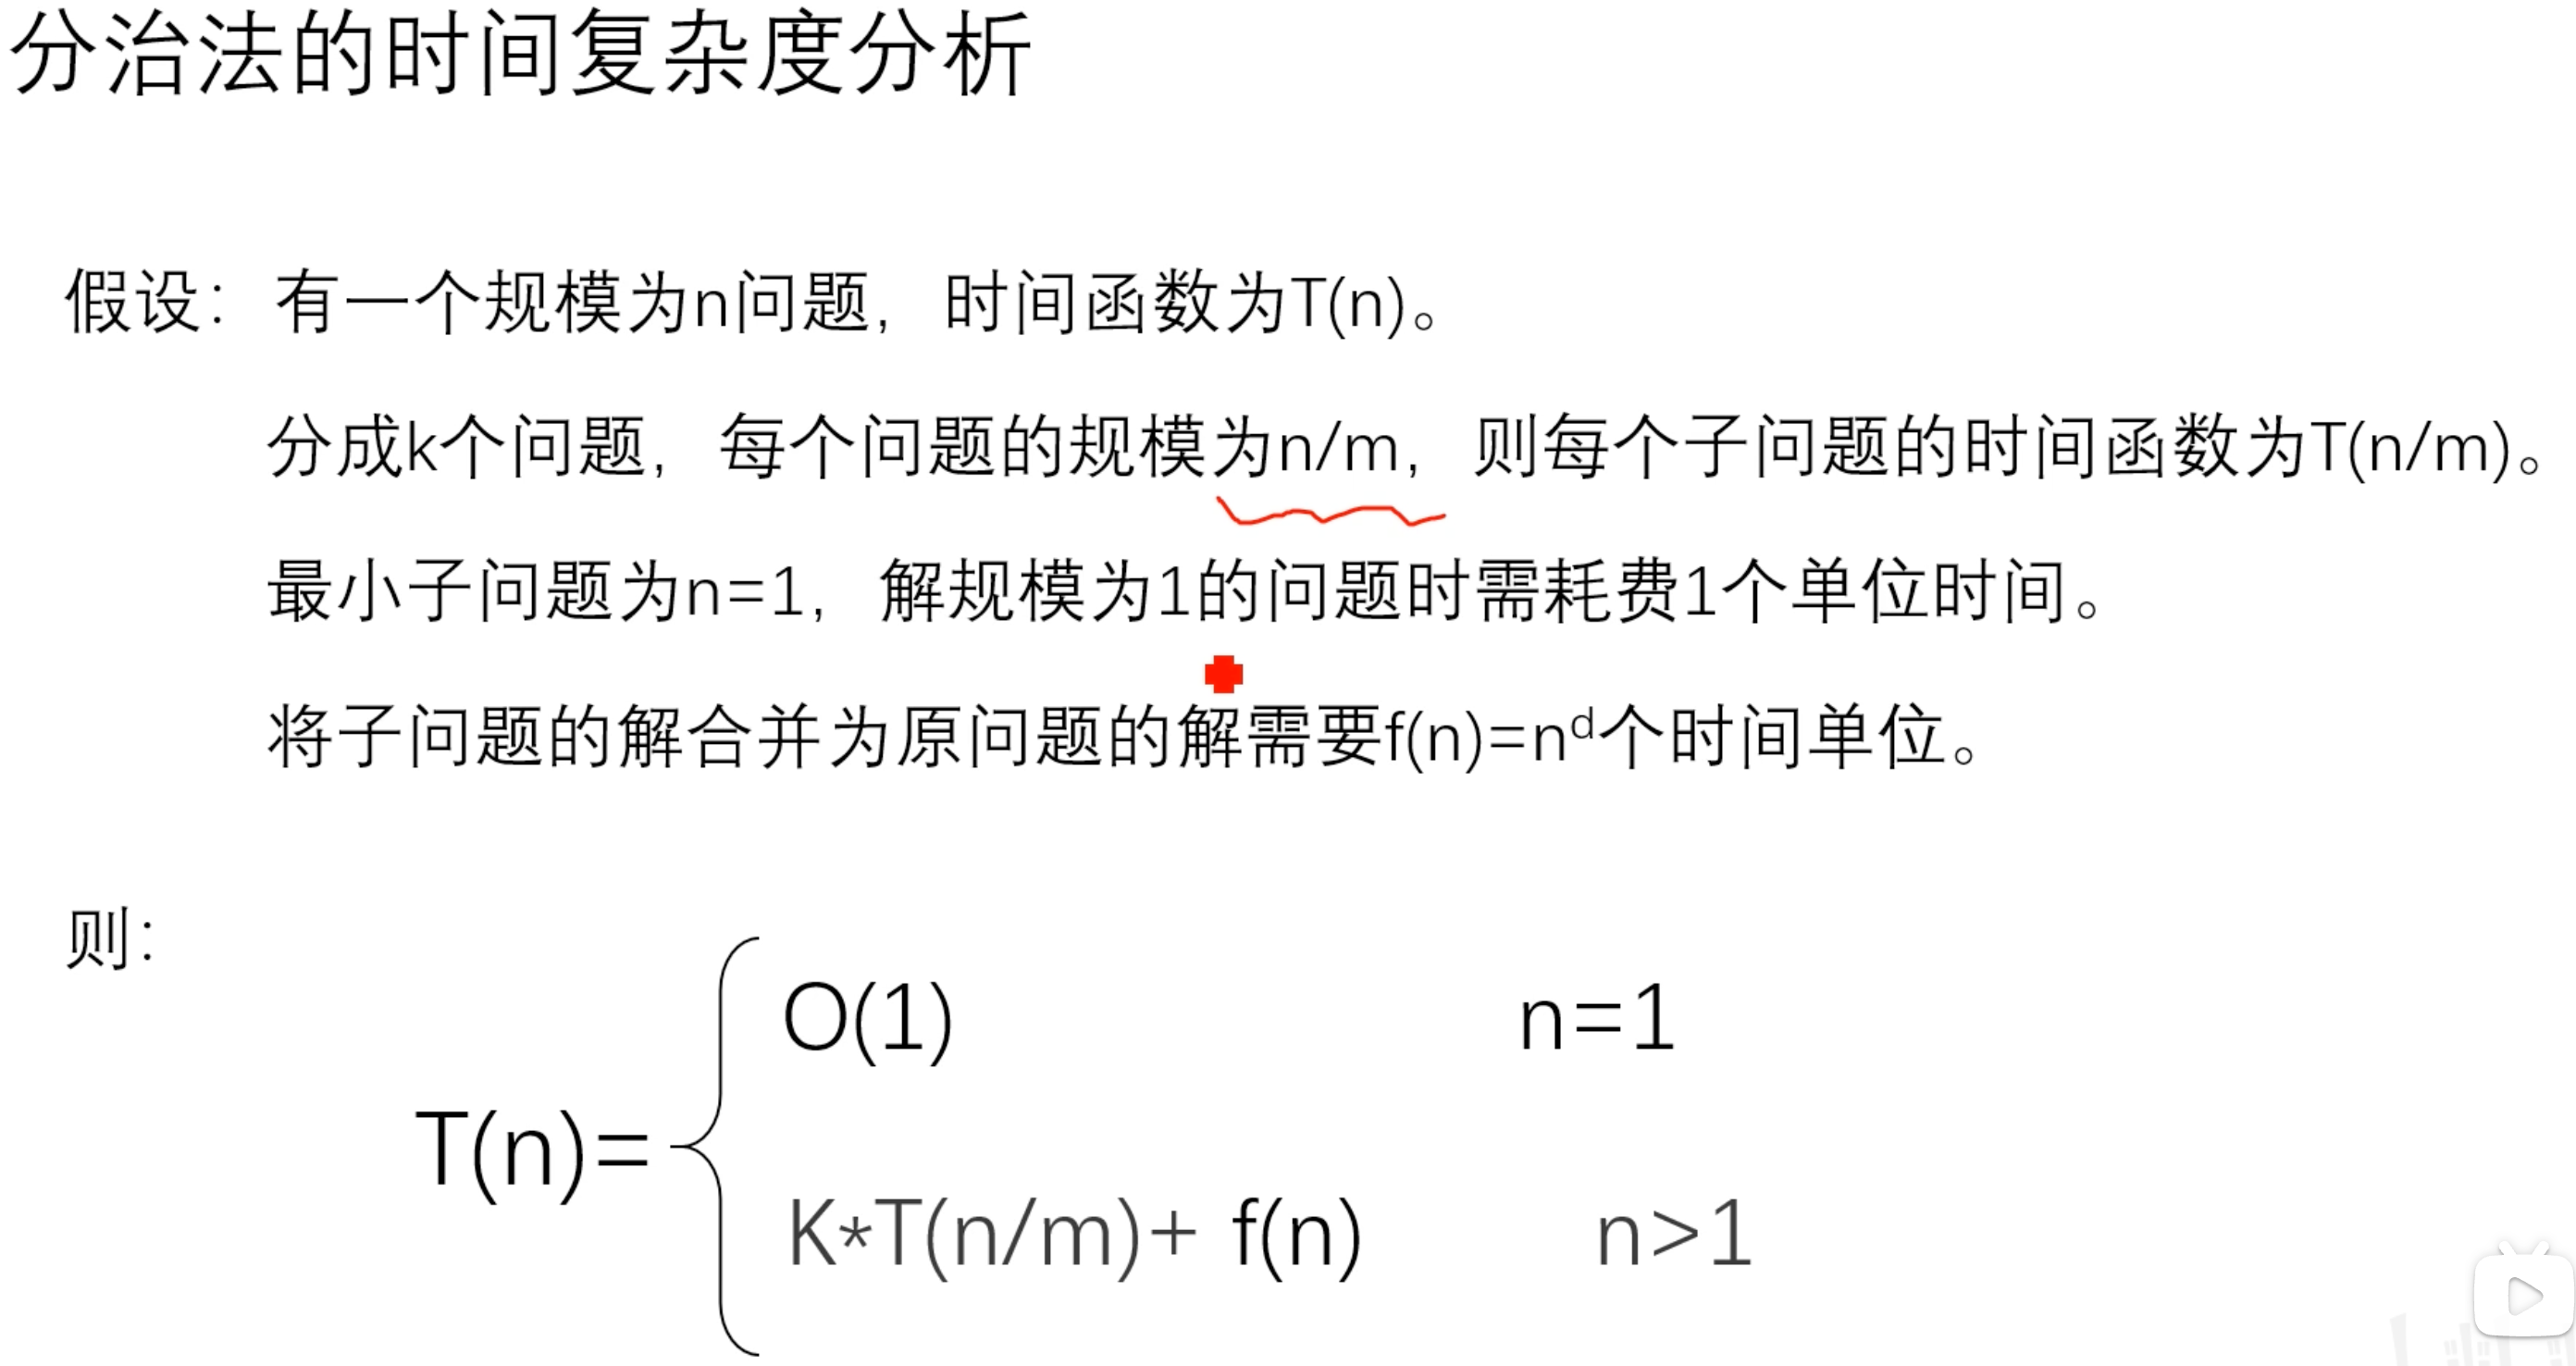 分治法的时间复杂度分析
假设：有一个规模为n问题，时间函数为T(n)。
分成k个问题，每个问题的规模为n/m，则每个子问题的时间函数为T(n/m)。
最小子问题为n=1，解规模为1的问题时需耗费1个单位时间。
将子问题的解合并为原问题的解需要f(n)=nᵈ个时间单位。
则：
O(1) n=1
T(n)=
K*T(n/m)+ f(n) n>1